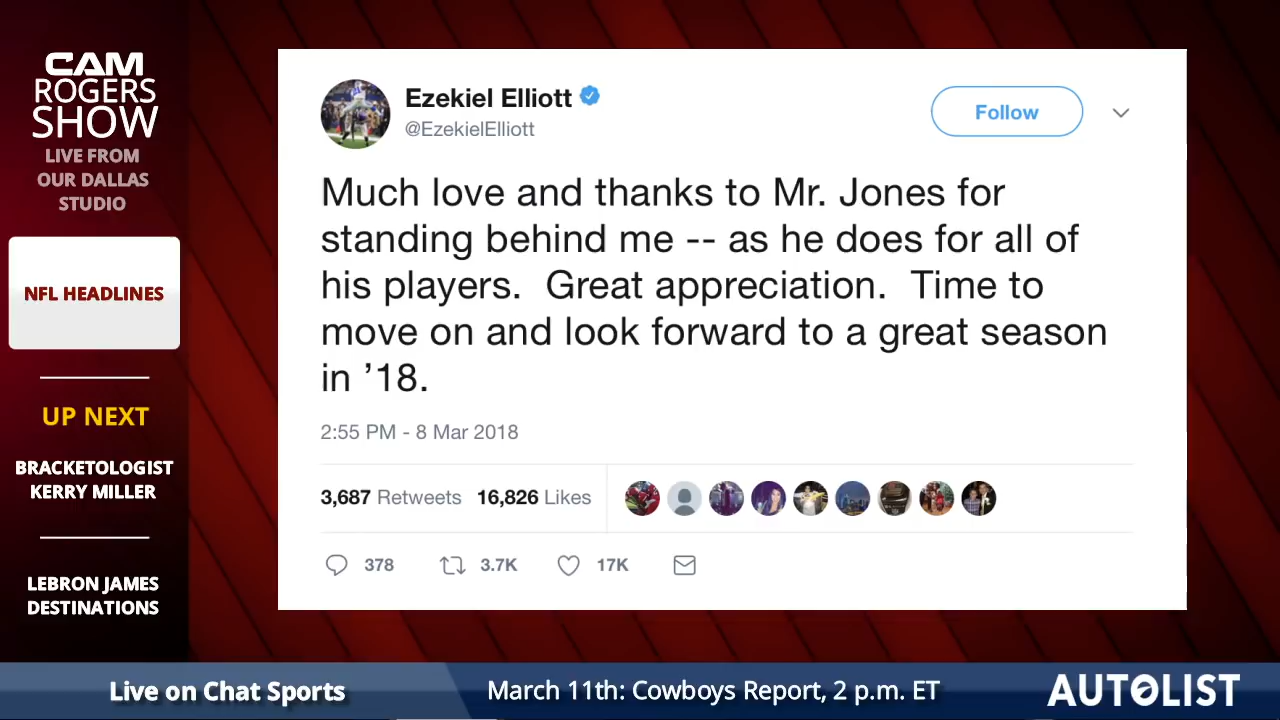 CAM
ROGERS
SHOW
LIVE FROM
OUR DALLAS
STUDIO
NFL HEADLINES
UP NEXT
BRACKETOLOGIST
KERRY MILLER
LEBRON JAMES
DESTINATIONS
Ezekiel Elliott
@EzekielElliott
Follow
Much love and thanks to Mr. Jones for
standing behind me -- as he does for all of
his players.  Great appreciation.  Time to
move on and look forward to a great season
in ’18.
2:55 PM - 8 Mar 2018
3,687 Retweets 16,826 Likes
378 3.7K 17K
Live on Chat Sports
March 11th: Cowboys Report, 2 p.m. ET
AUTOLIST